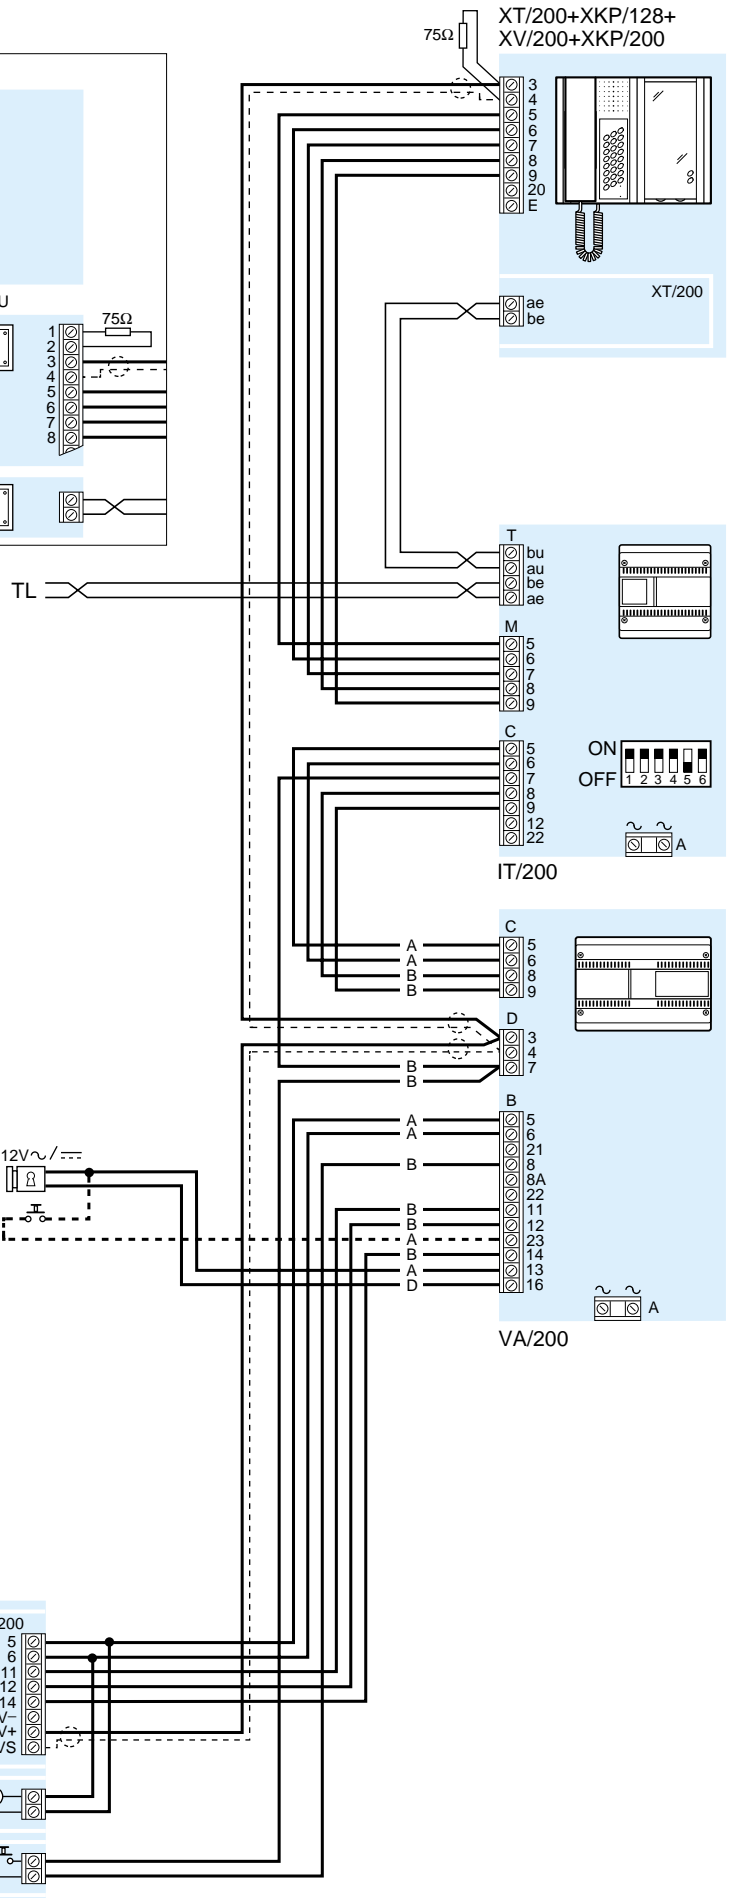 XT/200+XKP/128+
XV/200+XKP/200
75Ω
3
4
5
6
7
8
9
20
E
XT/200
ae
be
U
75Ω
1
2
3
4
5
6
7
8
TL
T
bu
au
be
ae
M
5
6
7
8
9
C
5
6
7
8
9
12
22
ON
OFF
1 2 3 4 5 6
A
IT/200
C
A 5
A 6
B 8
B 9
D
3
4
B 7
B
B
A 5
A 6
21
B 8
8A
22
B 11
B 12
A 23
B 14
A 13
D 16
12V~/
A
VA/200
200
5
6
11
12
14
V–
V+
VS